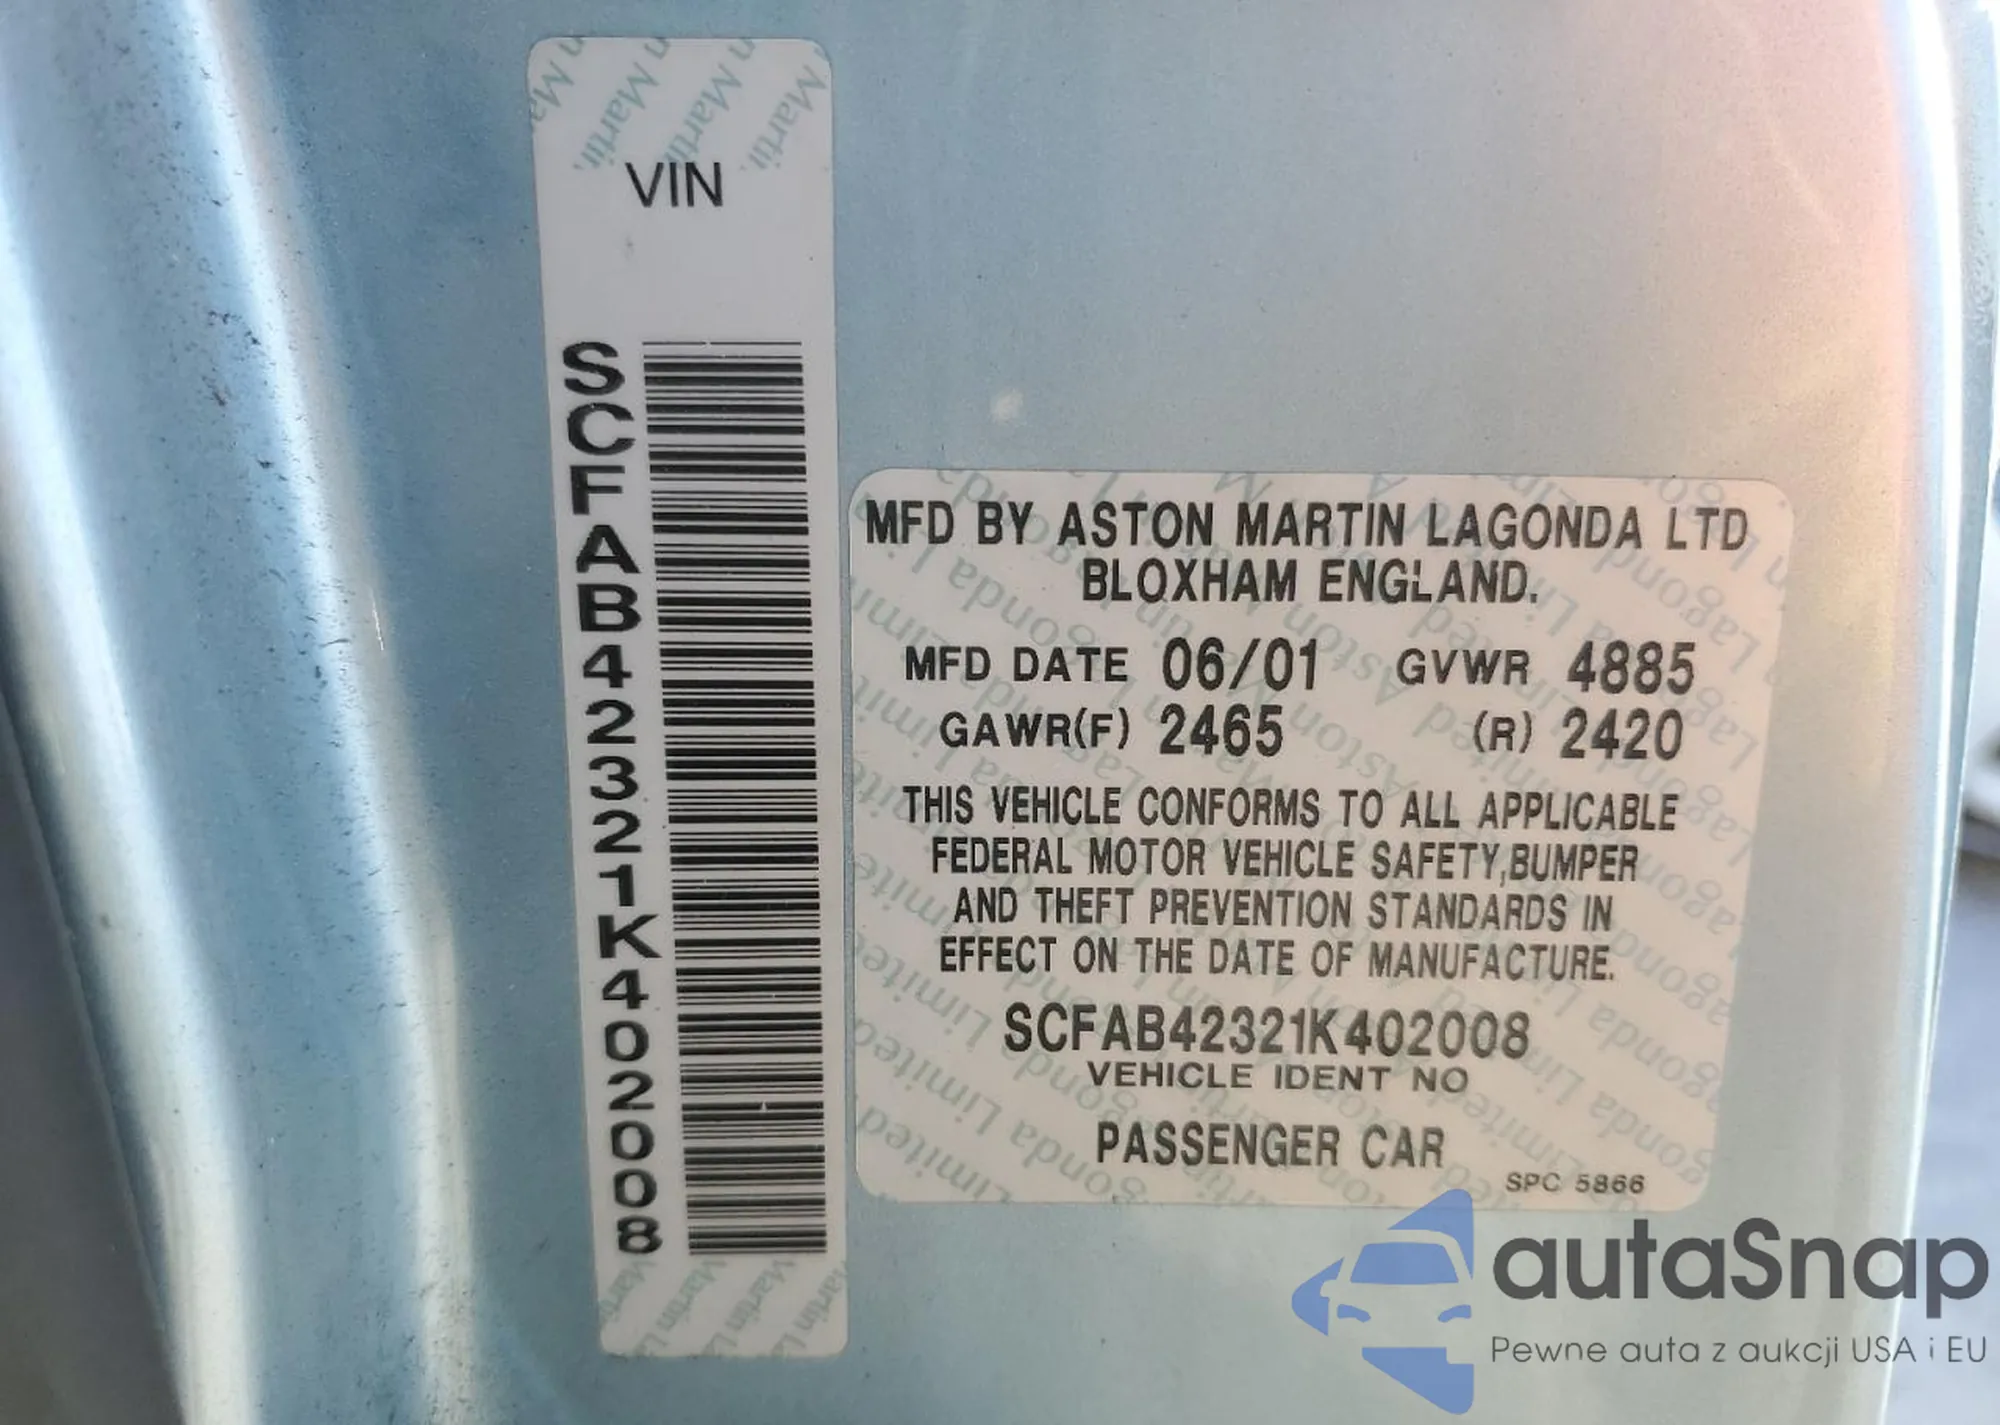 VIN
SCFAB42321K402008
MFD BY ASTON MARTIN LAGONDA LTD
BLOXHAM ENGLAND.
MFD DATE 06/01 GVWR 4885
GAWR(F) 2465 (R) 2420
THIS VEHICLE CONFORMS TO ALL APPLICABLE
FEDERAL MOTOR VEHICLE SAFETY,BUMPER
AND THEFT PREVENTION STANDARDS IN
EFFECT ON THE DATE OF MANUFACTURE.
SCFAB42321K402008
VEHICLE IDENT NO
PASSENGER CAR
SPC 5866
autaSnap
Pewne auta z aukcji USA i EU